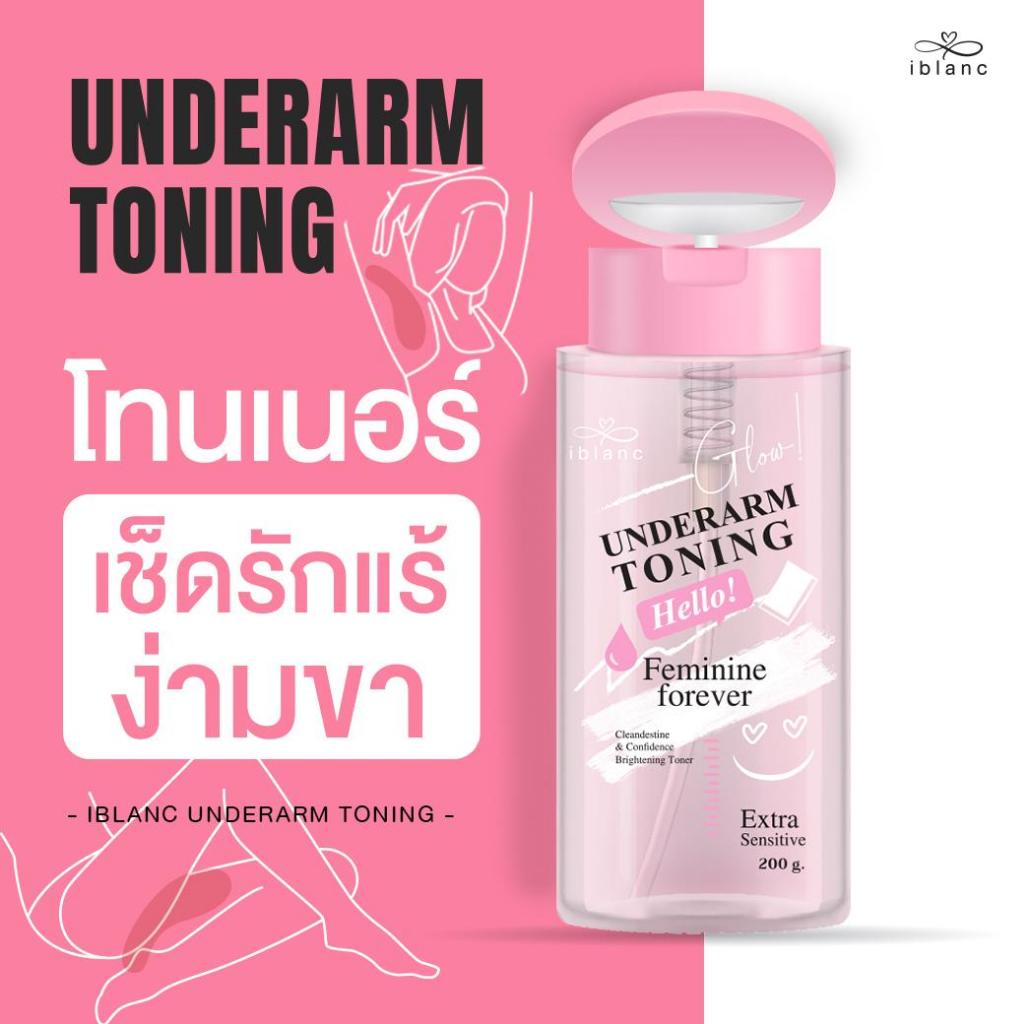 iblanc
UNDERARM
TONING
โทนเนอร์
เช็ดรักแร้
ง่ามขา
- IBLANC UNDERARM TONING -
iblanc
Glow!
UNDERARM
TONING
Hello!
Feminine
forever
Cleandestine
& Confidence
Brightening Toner
Extra
Sensitive
200 g.